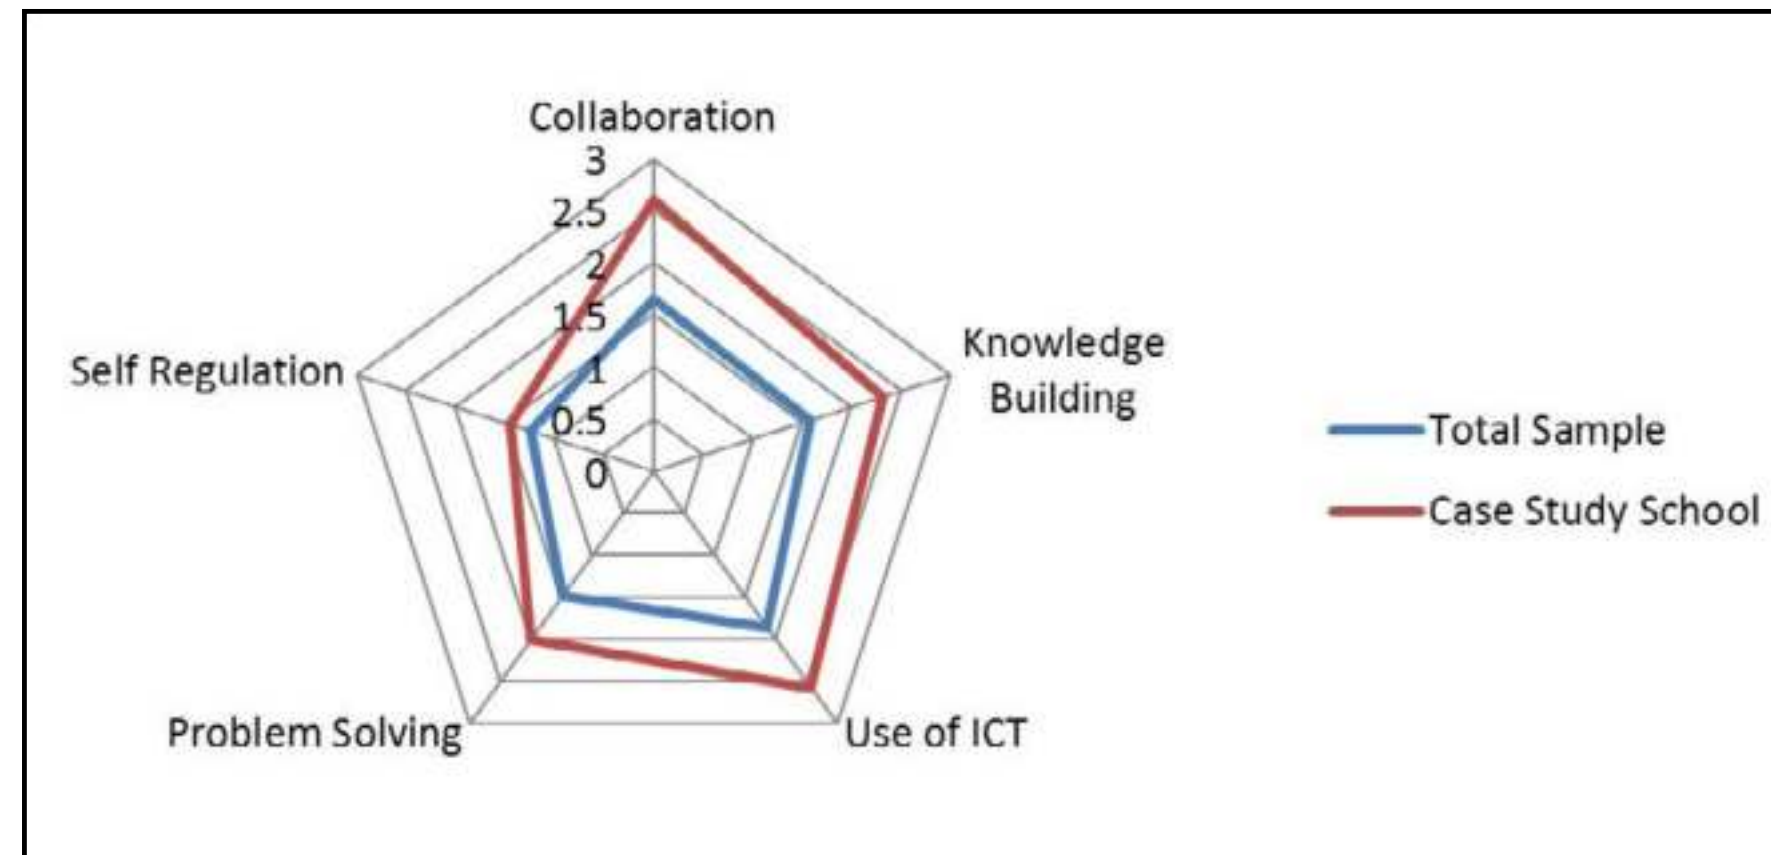 Collaboration
3
2.5
2
1.5
1
0.5
0
Knowledge
Building
Self Regulation
Problem Solving
Use of ICT
Total Sample
Case Study School